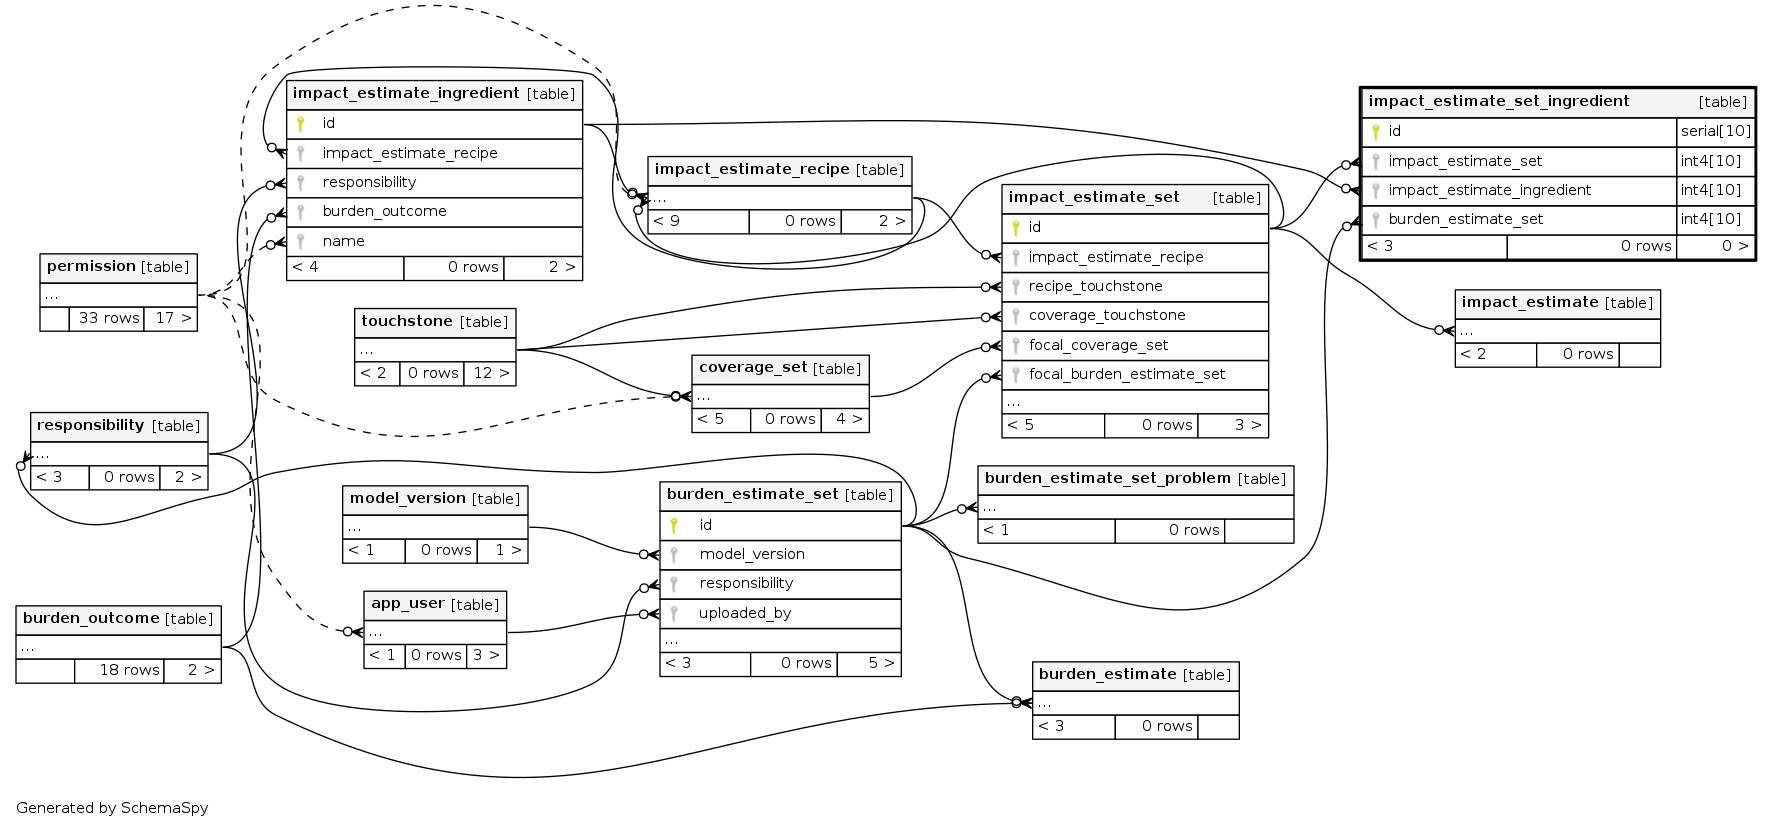 impact_estimate_ingredient [table]
id
impact_estimate_recipe
responsibility
burden_outcome
name
< 4 0 rows 2 >
impact_estimate_recipe [table]
...
< 9 0 rows 2 >
impact_estimate_set [table]
id
impact_estimate_recipe
recipe_touchstone
coverage_touchstone
focal_coverage_set
focal_burden_estimate_set
...
< 5 0 rows 3 >
impact_estimate_set_ingredient [table]
id serial[10]
impact_estimate_set int4[10]
impact_estimate_ingredient int4[10]
burden_estimate_set int4[10]
< 3 0 rows 0 >
permission [table]
...
33 rows 17 >
touchstone [table]
...
< 2 0 rows 12 >
coverage_set [table]
...
< 5 0 rows 4 >
impact_estimate [table]
...
< 2 0 rows
responsibility [table]
...
< 3 0 rows 2 >
model_version [table]
...
< 1 0 rows 1 >
burden_estimate_set [table]
id
model_version
responsibility
uploaded_by
...
< 3 0 rows 5 >
burden_estimate_set_problem [table]
...
< 1 0 rows
app_user [table]
...
< 1 0 rows 3 >
burden_outcome [table]
...
18 rows 2 >
burden_estimate [table]
...
< 3 0 rows
Generated by SchemaSpy